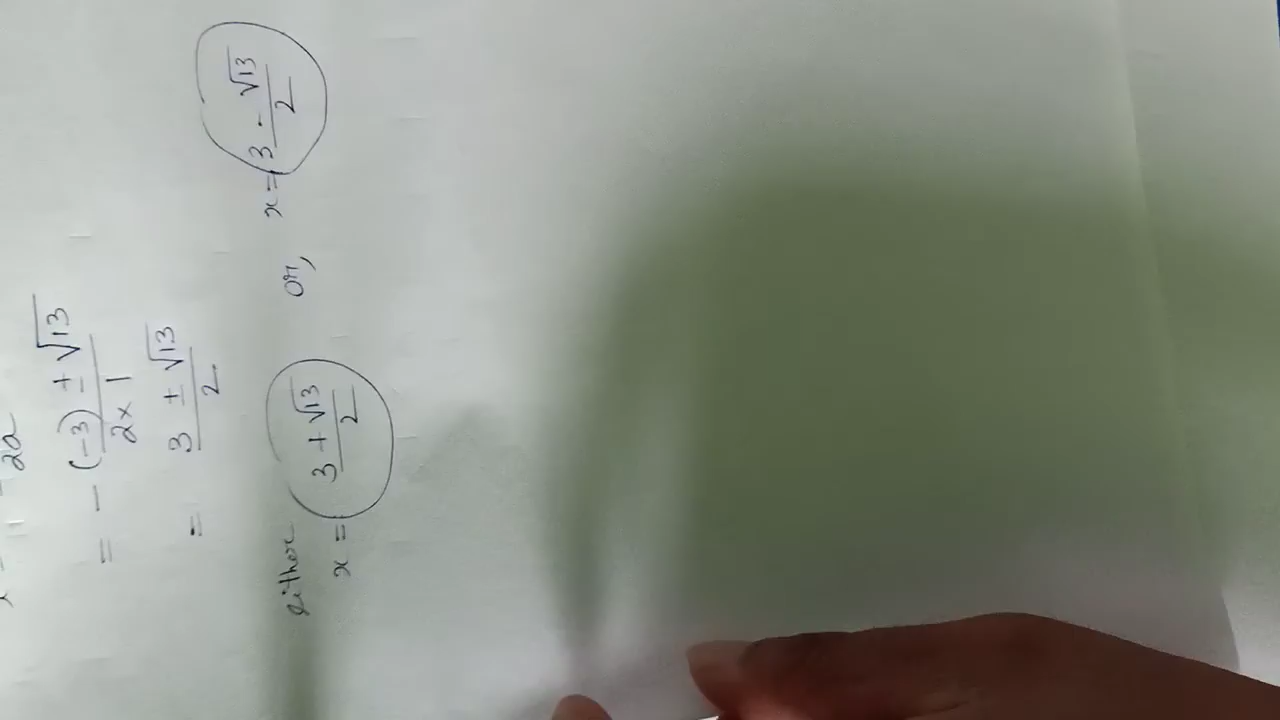 2a
= -(-3) ± √13 / 2×1
= 3 ± √13 / 2
either or,
x = 3 + √13 / 2 x = 3 - √13 / 2